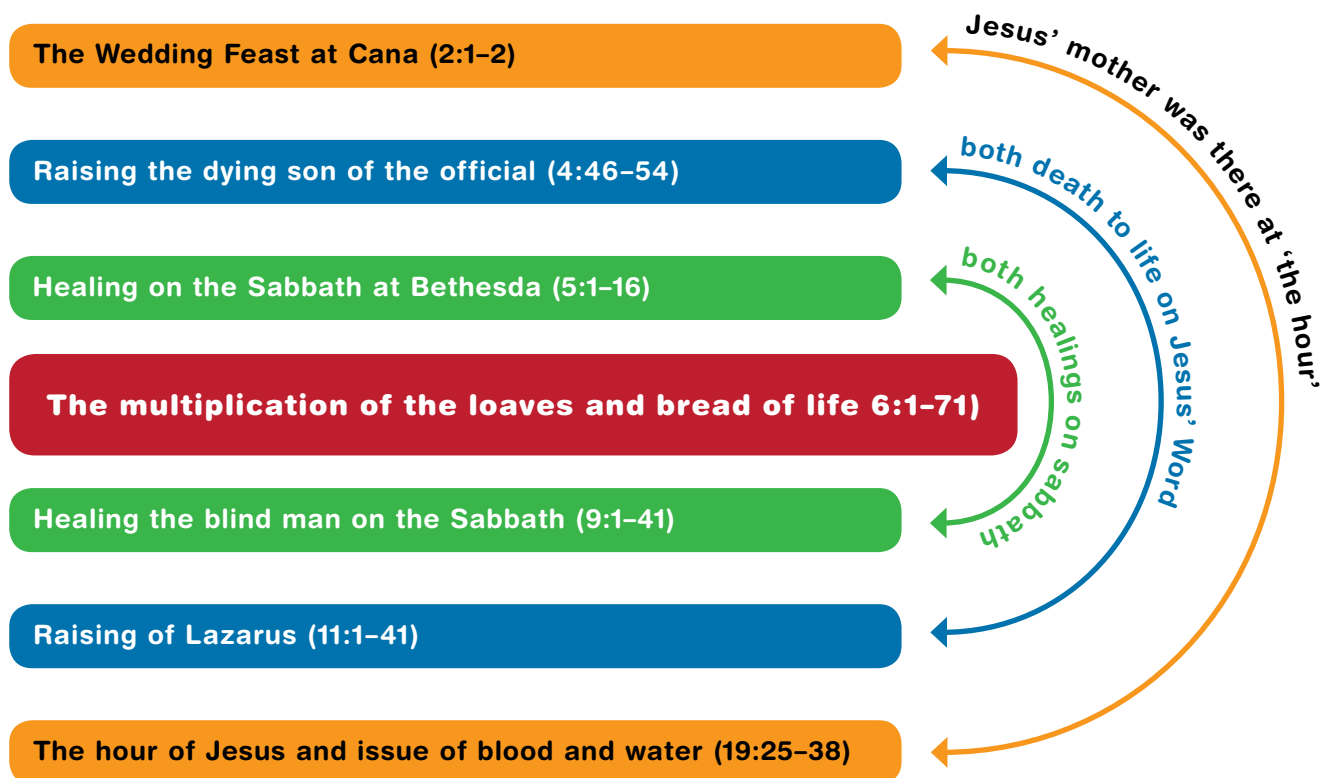 The Wedding Feast at Cana (2:1–2)
Raising the dying son of the official (4:46–54)
Healing on the Sabbath at Bethesda (5:1–16)
The multiplication of the loaves and bread of life 6:1–71)
Healing the blind man on the Sabbath (9:1–41)
Raising of Lazarus (11:1–41)
The hour of Jesus and issue of blood and water (19:25–38)
Jesus’ mother was there at ‘the hour’
both death to life on Jesus’ Word
both healings on sabbath